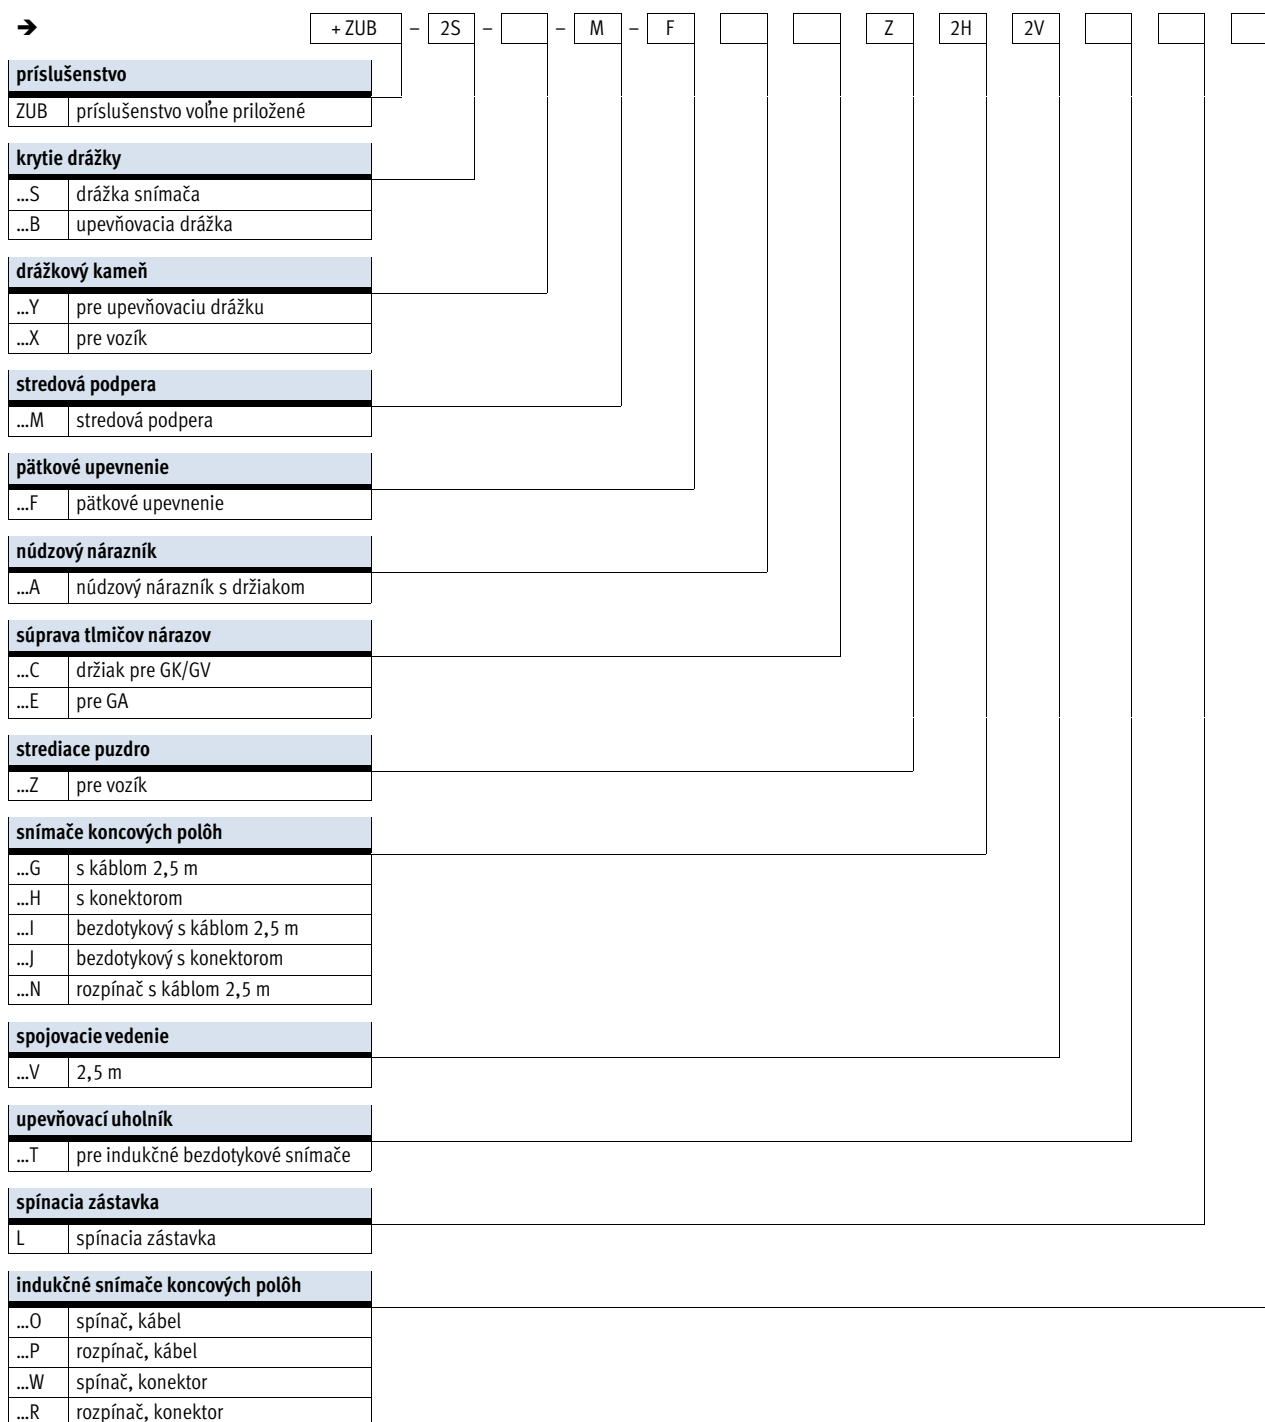 ➔ + ZUB – 2S – – M – F Z 2H 2V
príslušenstvo
ZUB príslušenstvo voľne priložené
krytie drážky
...S drážka snímača
...B upevňovacia drážka
drážkový kameň
...Y pre upevňovaciu drážku
...X pre vozík
stredová podpera
...M stredová podpera
pätkové upevnenie
...F pätkové upevnenie
núdzový nárazník
...A núdzový nárazník s držiakom
súprava tlmičov nárazov
...C držiak pre GK/GV
...E pre GA
strediace puzdro
...Z pre vozík
snímače koncových polôh
...G s káblom 2,5 m
...H s konektorom
...I bezdotykový s káblom 2,5 m
...J bezdotykový s konektorom
...N rozpínač s káblom 2,5 m
spojovacie vedenie
...V 2,5 m
upevňovací uholník
...T pre indukčné bezdotykové snímače
spínacia zástavka
L spínacia zástavka
indukčné snímače koncových polôh
...O spínač, kábel
...P rozpínač, kábel
...W spínač, konektor
...R rozpínač, konektor